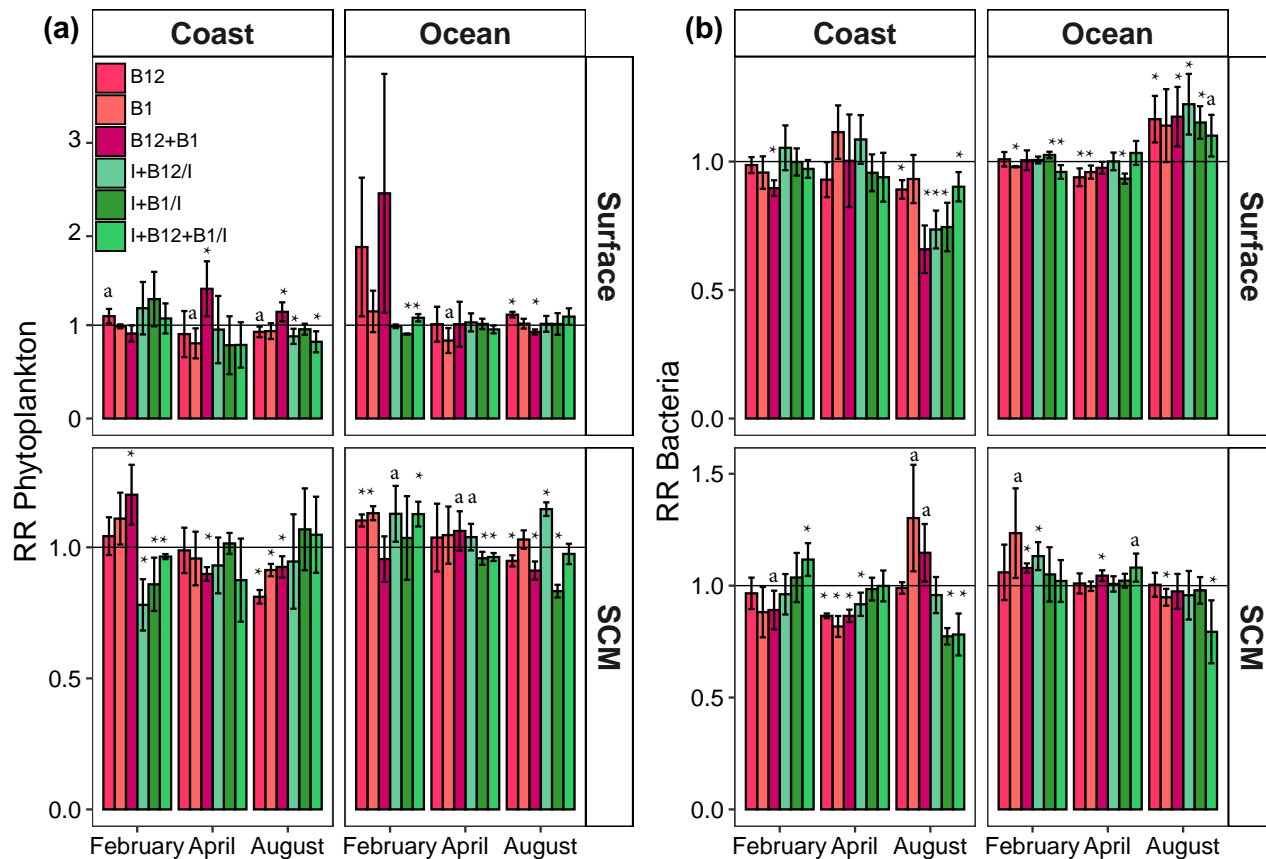 (a)
Coast
Ocean
B12
B1
B12+B1
I+B12/I
I+B1/I
I+B12+B1/I
3
2
1
0
a
*
a
*
a
*
*
*
**
a
*
*
Surface
RR Phytoplankton
1.0
0.5
0.0
*
*
**
*
*
*
*
**
a
*
a a
**
*
*
*
*
SCM
February April August
February April August
(b)
Coast
Ocean
1.0
0.5
0.0
*
*
***
*
*
**
**
*
*
*
*
*
a
Surface
RR Bacteria
1.5
1.0
0.5
0.0
a
*
* * *
*
a
a
* *
a
*
*
*
a
*
*
SCM
February April August
February April August